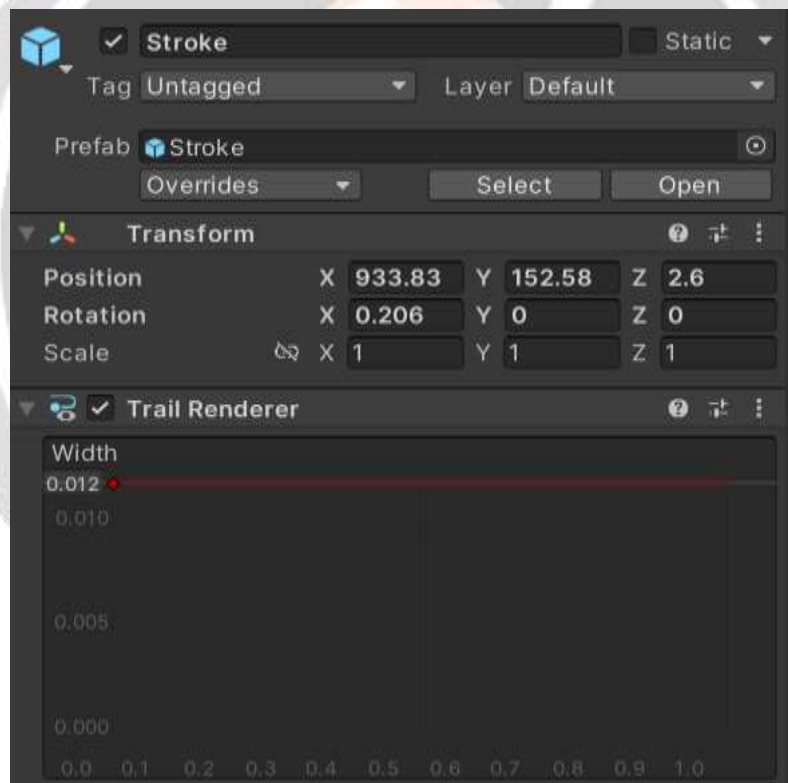 Stroke Static
Tag Untagged Layer Default
Prefab Stroke
Overrides Select Open
Transform
Position X 933.83 Y 152.58 Z 2.6
Rotation X 0.206 Y 0 Z 0
Scale X 1 Y 1 Z 1
Trail Renderer
Width
0.012
0.010
0.005
0.000
0.0 0.1 0.2 0.3 0.4 0.5 0.6 0.7 0.8 0.9 1.0